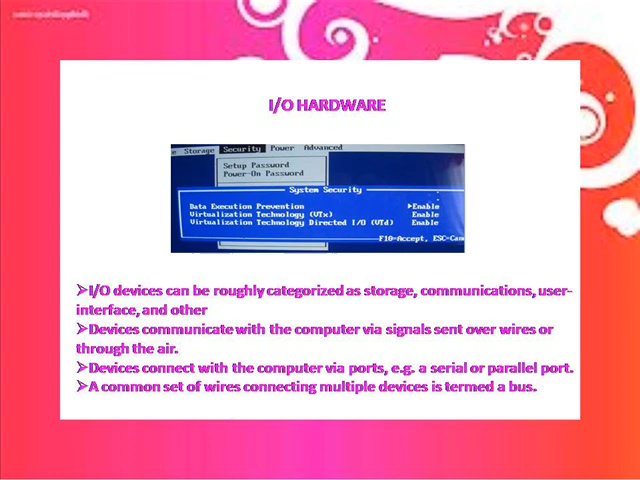 I/O HARDWARE
e Storage Security Power Advanced
Setup Password
Power-On Password
System Security
Data Execution Prevention ▶Enable
Virtualization Technology (VTx) Enable
Virtualization Technology Directed I/O (VTd) Enable
F10=Accept, ESC=Can
➢I/O devices can be roughly categorized as storage, communications, user-
interface, and other
➢Devices communicate with the computer via signals sent over wires or
through the air.
➢Devices connect with the computer via ports, e.g. a serial or parallel port.
➢A common set of wires connecting multiple devices is termed a bus.